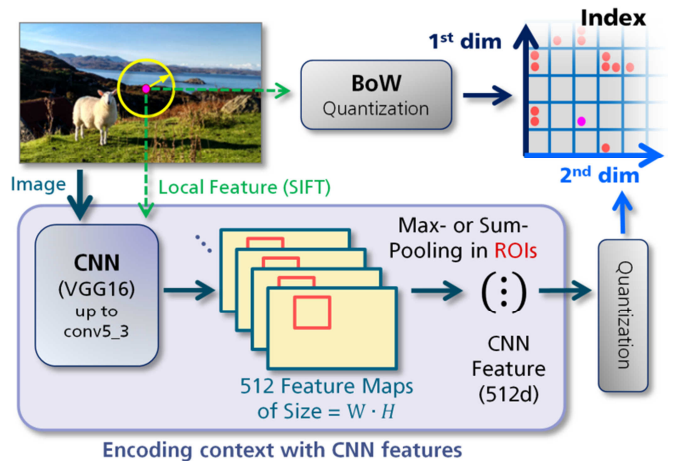 Index
1st dim
BoW
Quantization
2nd dim
Image
Local Feature (SIFT)
CNN
(VGG16)
up to
conv5_3
Max- or Sum-
Pooling in ROIs
(⋮)
CNN
Feature
(512d)
Quantization
512 Feature Maps
of Size = W · H
Encoding context with CNN features